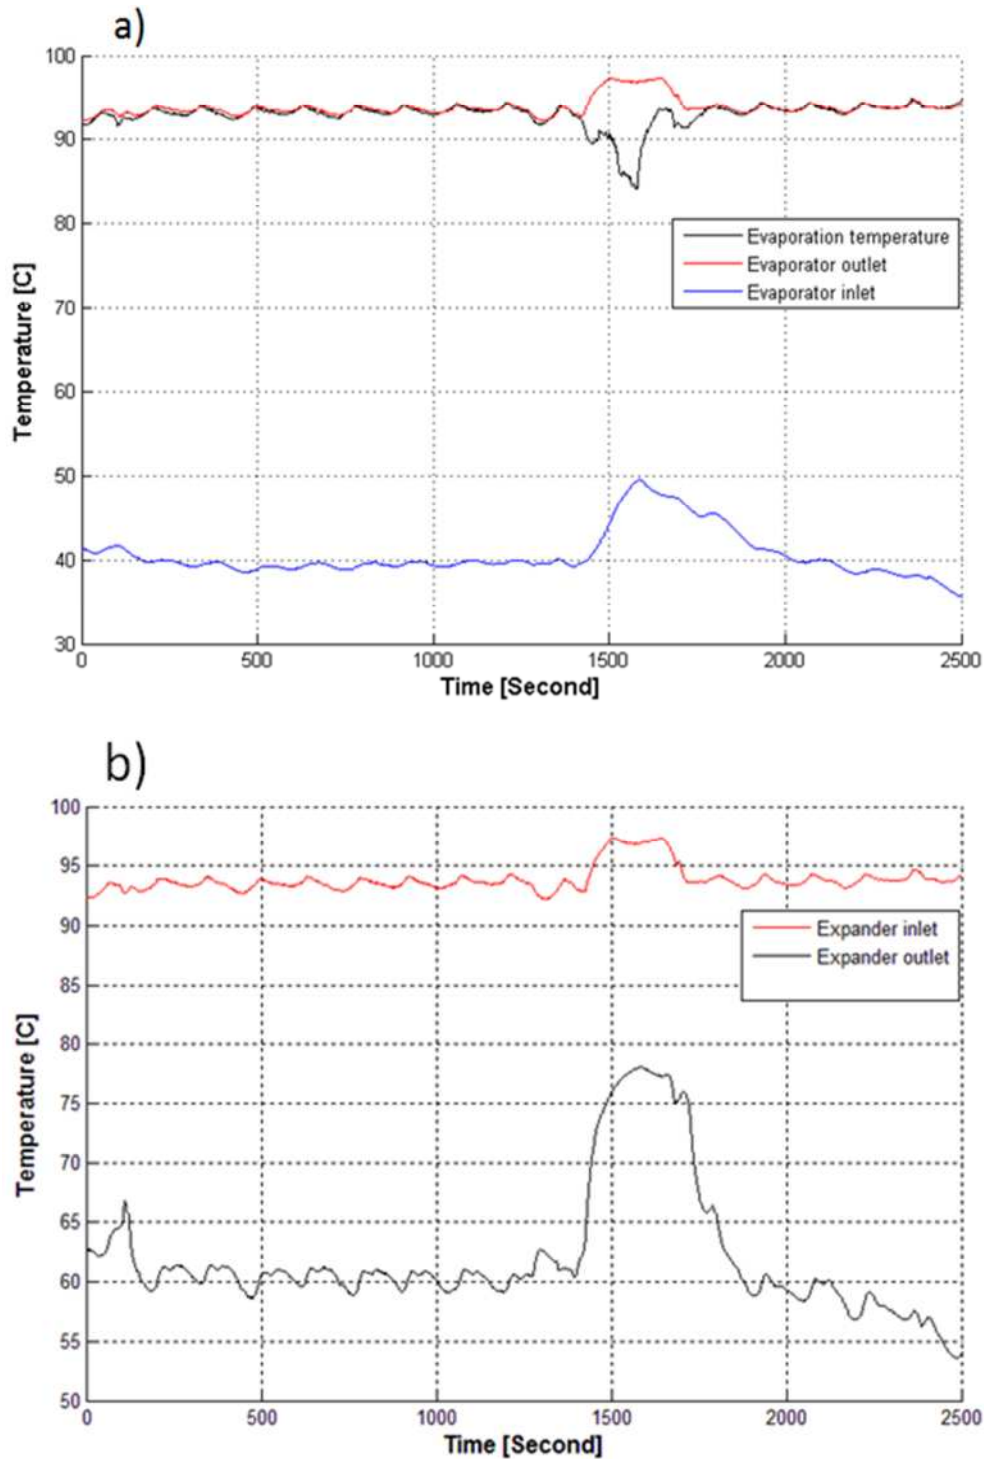 a)
100
90
80
70
60
50
40
30
Temperature [C]
Evaporation temperature
Evaporator outlet
Evaporator inlet
0 500 1000 1500 2000 2500
Time [Second]
b)
100
95
90
85
80
75
70
65
60
55
50
Temperature [C]
Expander inlet
Expander outlet
0 500 1000 1500 2000 2500
Time [Second]